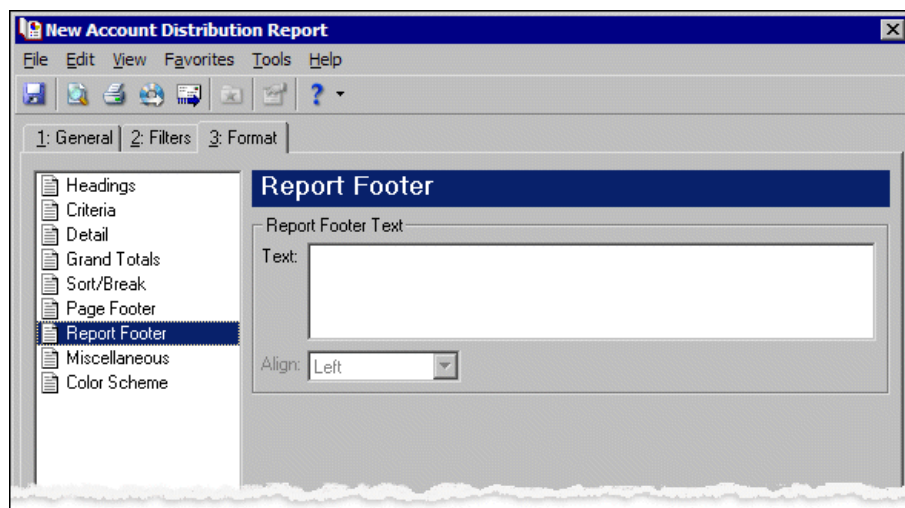 New Account Distribution Report
File Edit View Favorites Tools Help
?
1: General 2: Filters 3: Format
Headings
Criteria
Detail
Grand Totals
Sort/Break
Page Footer
Report Footer
Miscellaneous
Color Scheme
Report Footer
Report Footer Text
Text:
Align: Left